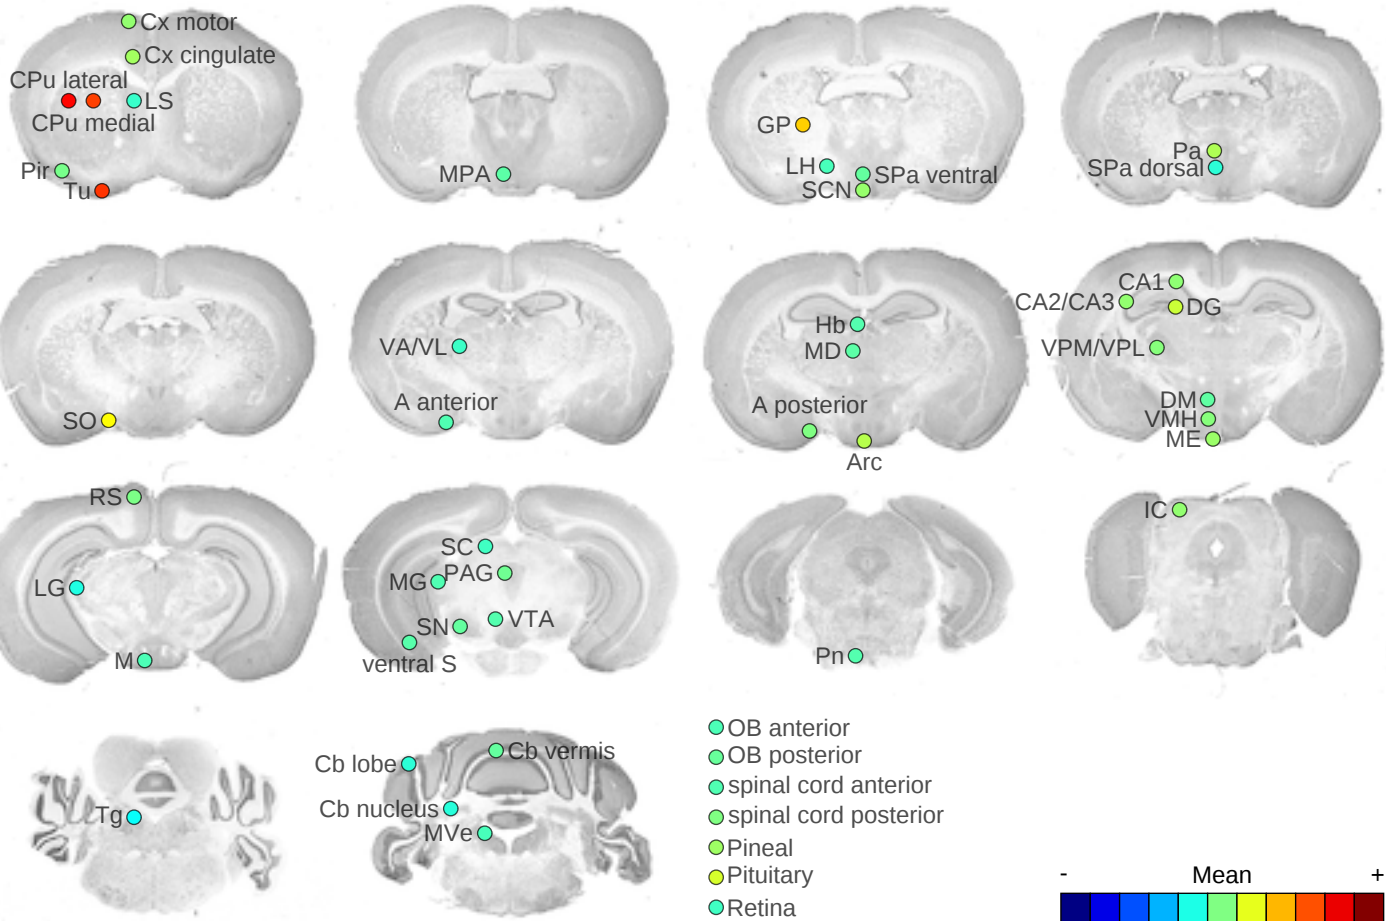 Cx motor
Cx cingulate
CPu lateral
LS
CPu medial
Pir
Tu
MPA
GP
LH
SPa ventral
SCN
Pa
SPa dorsal
SO
VA/VL
A anterior
Hb
MD
A posterior
Arc
CA1
CA2/CA3
DG
VPM/VPL
DM
VMH
ME
RS
LG
M
SC
PAG
MG
VTA
SN
ventral S
Pn
IC
Tg
Cb lobe
Cb vermis
Cb nucleus
MVe
OB anterior
OB posterior
spinal cord anterior
spinal cord posterior
Pineal
Pituitary
Retina
- Mean +